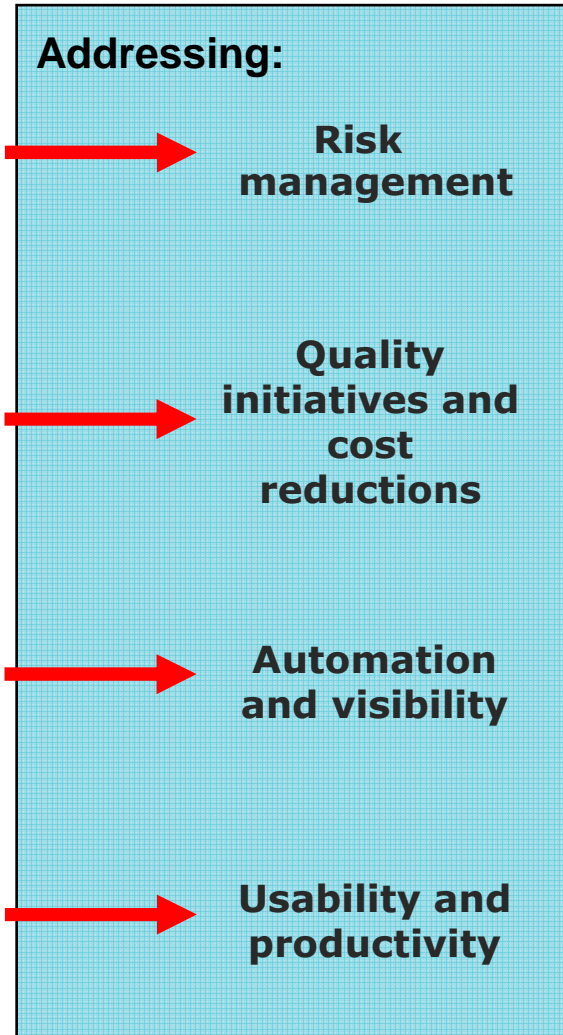 Addressing:
Risk
management
Quality
initiatives and
cost
reductions
Automation
and visibility
Usability and
productivity